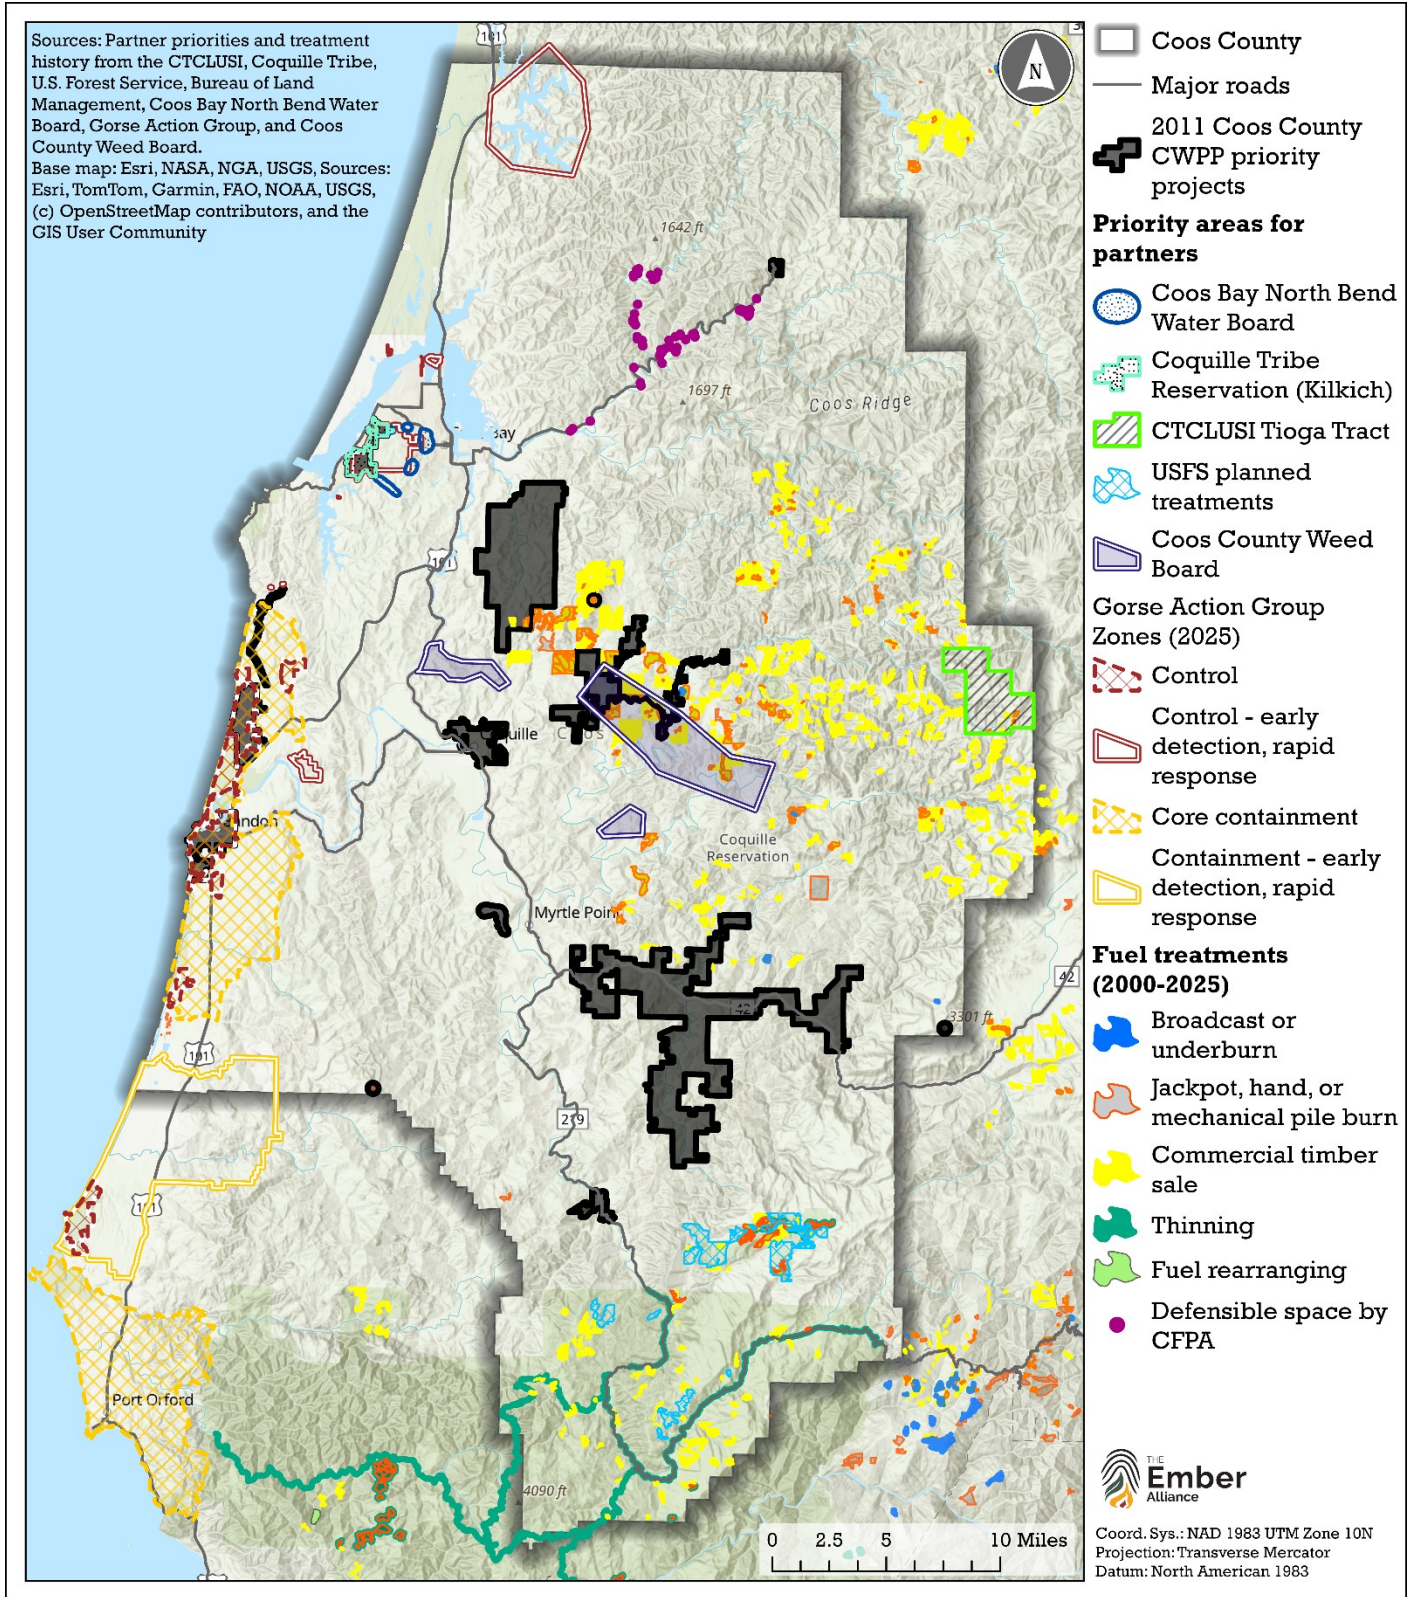 Sources: Partner priorities and treatment
history from the CTCLUSI, Coquille Tribe,
U.S. Forest Service, Bureau of Land
Management, Coos Bay North Bend Water
Board, Gorse Action Group, and Coos
County Weed Board.
Base map: Esri, NASA, NGA, USGS, Sources:
Esri, TomTom, Garmin, FAO, NOAA, USGS,
(c) OpenStreetMap contributors, and the
GIS User Community
101
N
1642 ft
1697 ft
Coos Ridge
Bay
101
Coquille
Coos
Coquille
Reservation
Myrtle Point
42
42
3301 ft
101
219
101
Port Orford
4090 ft
0 2.5 5 10 Miles
Coos County
Major roads
2011 Coos County
CWPP priority
projects
Priority areas for
partners
Coos Bay North Bend
Water Board
Coquille Tribe
Reservation (Kilkich)
CTCLUSI Tioga Tract
USFS planned
treatments
Coos County Weed
Board
Gorse Action Group
Zones (2025)
Control
Control - early
detection, rapid
response
Core containment
Containment - early
detection, rapid
response
Fuel treatments
(2000-2025)
Broadcast or
underburn
Jackpot, hand, or
mechanical pile burn
Commercial timber
sale
Thinning
Fuel rearranging
Defensible space by
CFPA
THE
Ember
Alliance
Coord. Sys.: NAD 1983 UTM Zone 10N
Projection: Transverse Mercator
Datum: North American 1983